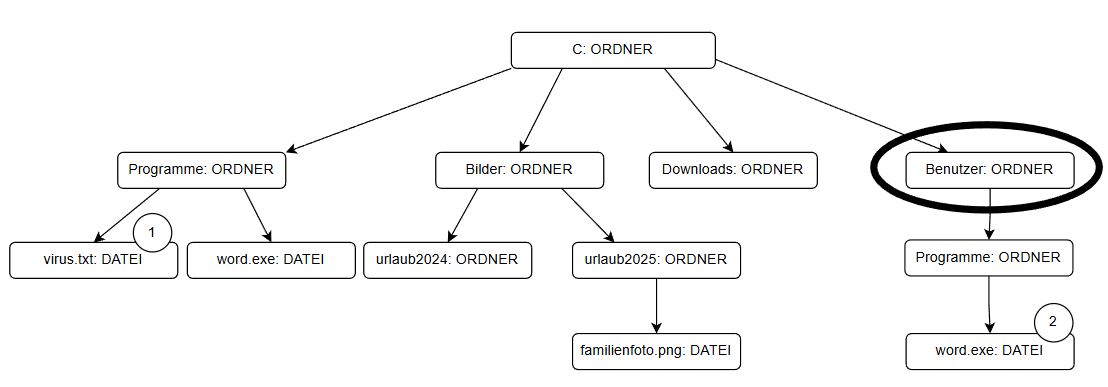 C: ORDNER
Programme: ORDNER
Bilder: ORDNER
Downloads: ORDNER
Benutzer: ORDNER
1
virus.txt: DATEI
word.exe: DATEI
urlaub2024: ORDNER
urlaub2025: ORDNER
Programme: ORDNER
2
familienfoto.png: DATEI
word.exe: DATEI